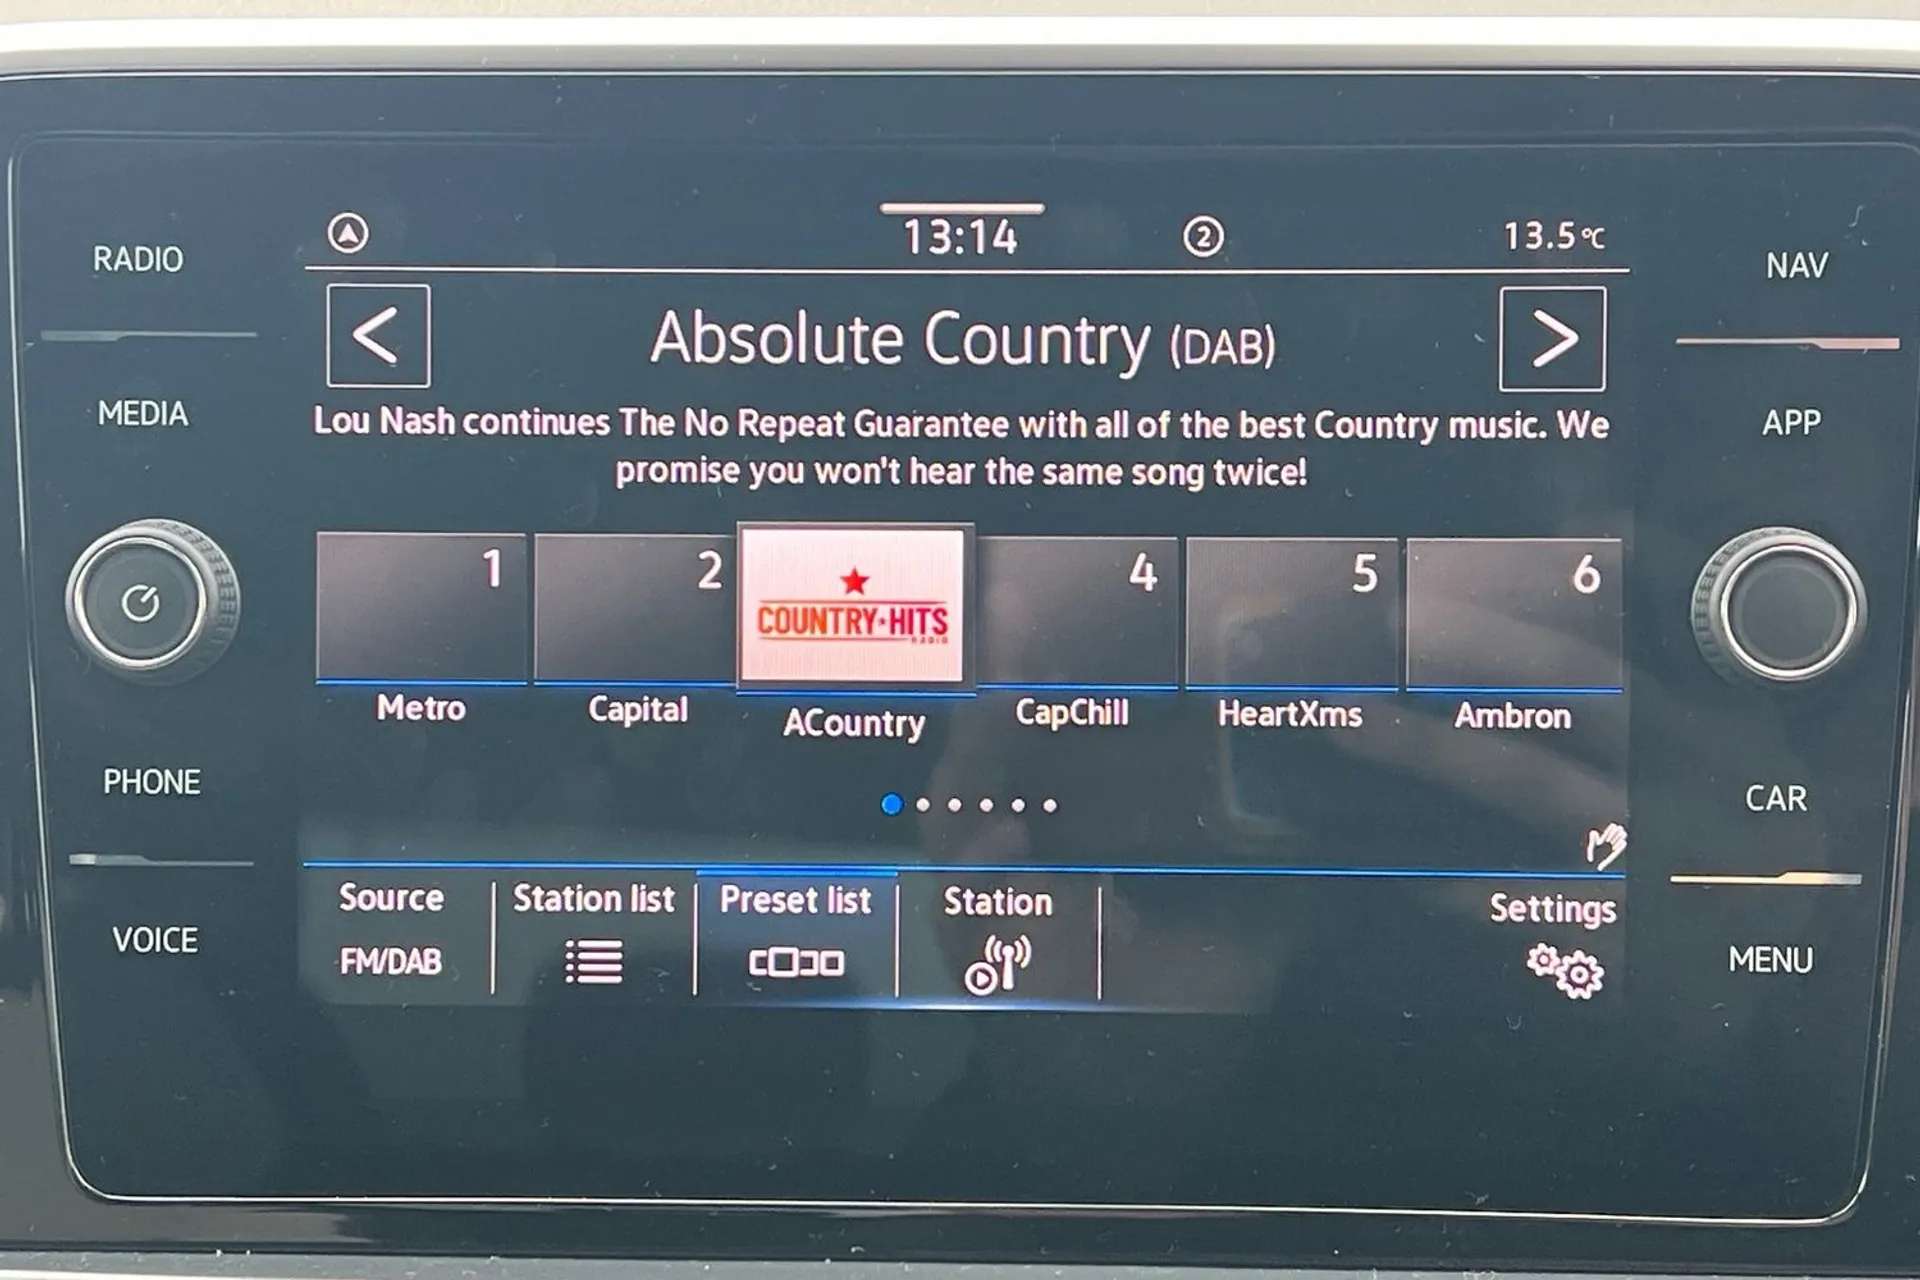 RADIO
MEDIA
PHONE
VOICE
13:14
2
13.5°C
<
Absolute Country (DAB)
>
Lou Nash continues The No Repeat Guarantee with all of the best Country music. We
promise you won't hear the same song twice!
1
2
COUNTRY★HITS
RADIO
4
5
6
Metro
Capital
ACountry
CapChill
HeartXms
Ambron
Source
FM/DAB
Station list
Preset list
Station
Settings
NAV
APP
CAR
MENU